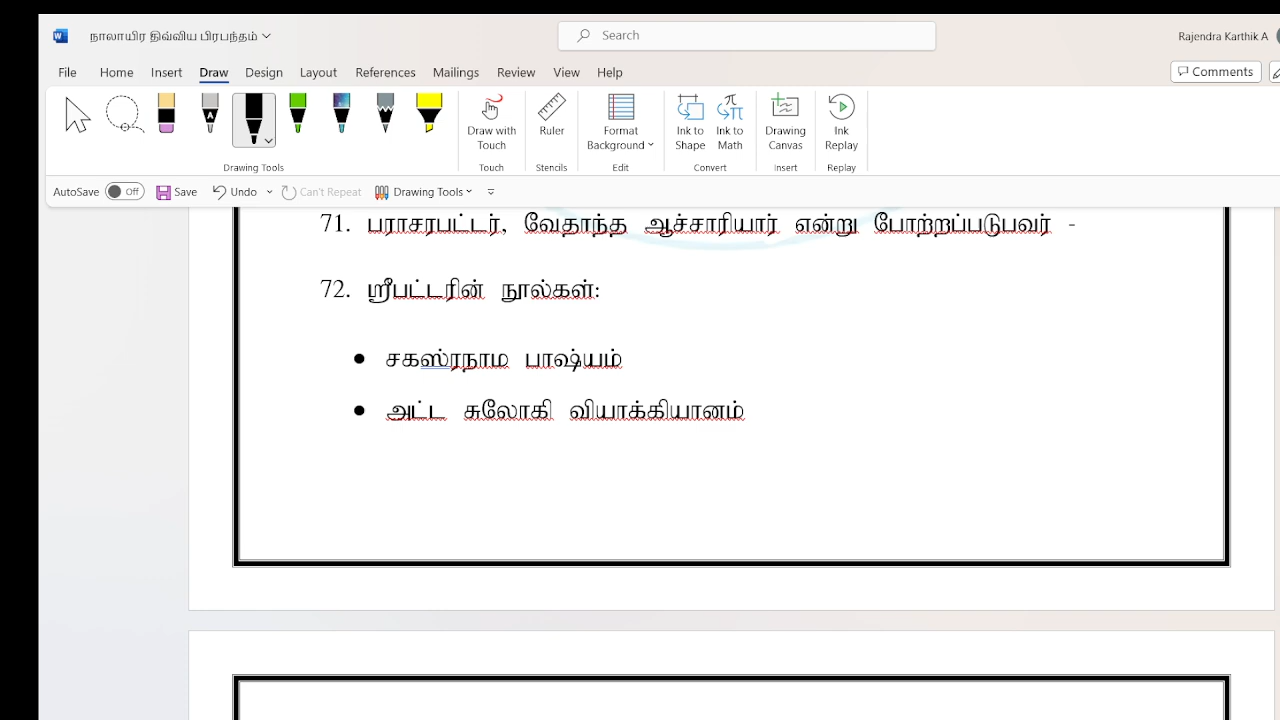 நாலாயிர திவ்விய பிரபந்தம்
Search
Rajendra Karthik A
File Home Insert Draw Design Layout References Mailings Review View Help
Comments
Draw with Touch
Ruler
Format Background
Ink to Shape
Ink to Math
Drawing Canvas
Ink Replay
Drawing Tools Touch Stencils Edit Convert Insert Replay
AutoSave Off Save Undo Can't Repeat Drawing Tools
71. பராசரபட்டர், வேதாந்த ஆச்சாரியார் என்று போற்றப்படுபவர் -
72. ஸ்ரீபட்டரின் நூல்கள்:
• சகஸ்ரநாம பாஷ்யம்
• அட்ட சுலோகி வியாக்கியானம்